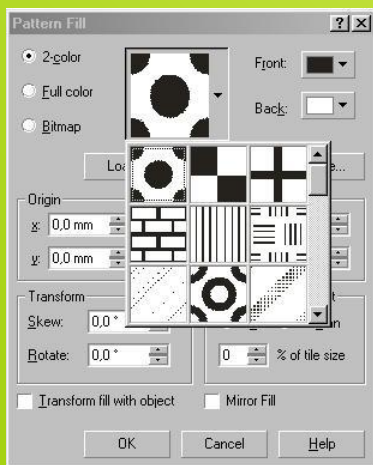 Pattern Fill
2-color
Full color
Bitmap
Front:
Back:
Origin
x: 0,0 mm
y: 0,0 mm
Transform
Skew: 0,0 °
Rotate: 0,0 °
0 % of tile size
Transform fill with object
Mirror Fill
OK Cancel Help